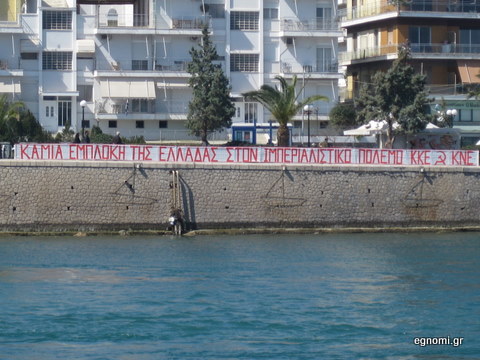 ΚΑΜΙΑ ΕΜΠΛΟΚΗ ΤΗΣ ΕΛΛΑΔΑΣ ΣΤΟΝ ΙΜΠΕΡΙΑΛΙΣΤΙΚΟ ΠΟΛΕΜΟ ΚΚΕ ☭ ΚΝΕ
egnomi.gr